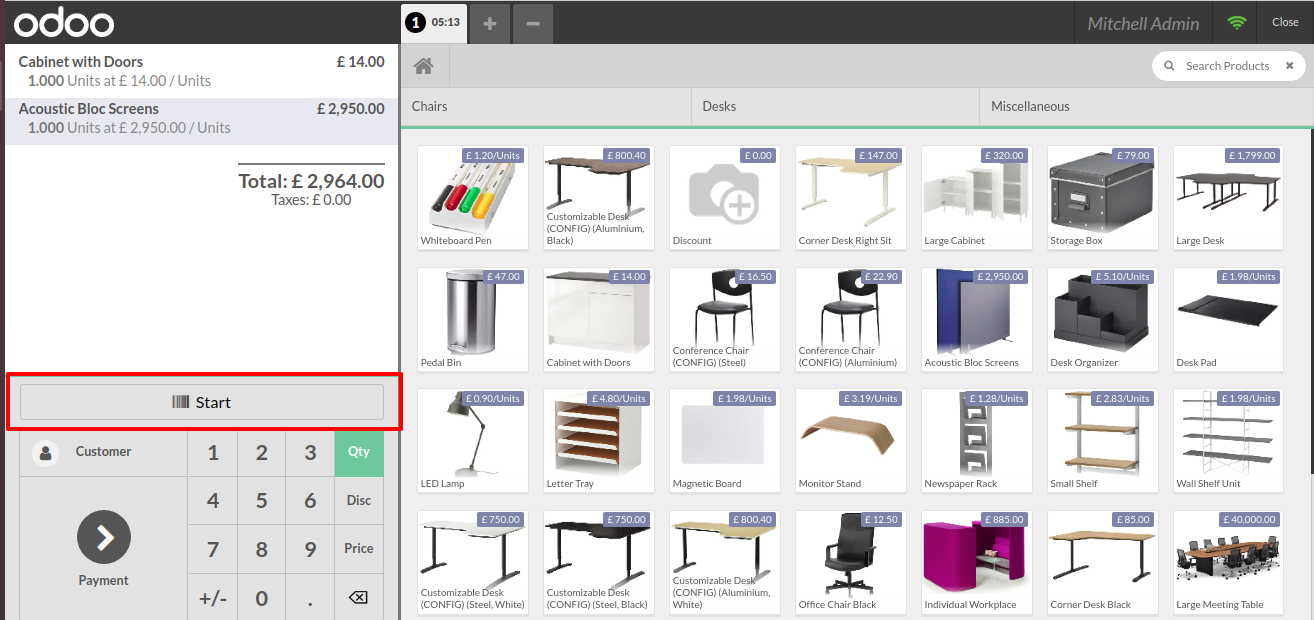 odoo
1 05:13
Mitchell Admin
Close
Cabinet with Doors £ 14.00
1.000 Units at £ 14.00 / Units
Acoustic Bloc Screens £ 2,950.00
1.000 Units at £ 2,950.00 / Units
Total: £ 2,964.00
Taxes: £ 0.00
Start
Customer
Payment
1 2 3 Qty
4 5 6 Disc
7 8 9 Price
+/- 0 .
Search Products
Chairs
Desks
Miscellaneous
£ 1.20/Units
Whiteboard Pen
£ 800.40
Customizable Desk
(CONFIG) (Aluminium,
Black)
£ 0.00
Discount
£ 147.00
Corner Desk Right Sit
£ 320.00
Large Cabinet
£ 79.00
Storage Box
£ 1,799.00
Large Desk
£ 47.00
Pedal Bin
£ 14.00
Cabinet with Doors
£ 16.50
Conference Chair
(CONFIG) (Steel)
£ 22.90
Conference Chair
(CONFIG) (Aluminium)
£ 2,950.00
Acoustic Bloc Screens
£ 5.10/Units
Desk Organizer
£ 1.98/Units
Desk Pad
£ 0.90/Units
LED Lamp
£ 4.80/Units
Letter Tray
£ 1.98/Units
Magnetic Board
£ 3.19/Units
Monitor Stand
£ 1.28/Units
Newspaper Rack
£ 2.83/Units
Small Shelf
£ 1.98/Units
Wall Shelf Unit
£ 750.00
Customizable Desk
(CONFIG) (Steel, White)
£ 750.00
Customizable Desk
(CONFIG) (Steel, Black)
£ 800.40
Customizable Desk
(CONFIG) (Aluminium,
White)
£ 12.50
Office Chair Black
£ 885.00
Individual Workplace
£ 85.00
Corner Desk Black
£ 40,000.00
Large Meeting Table